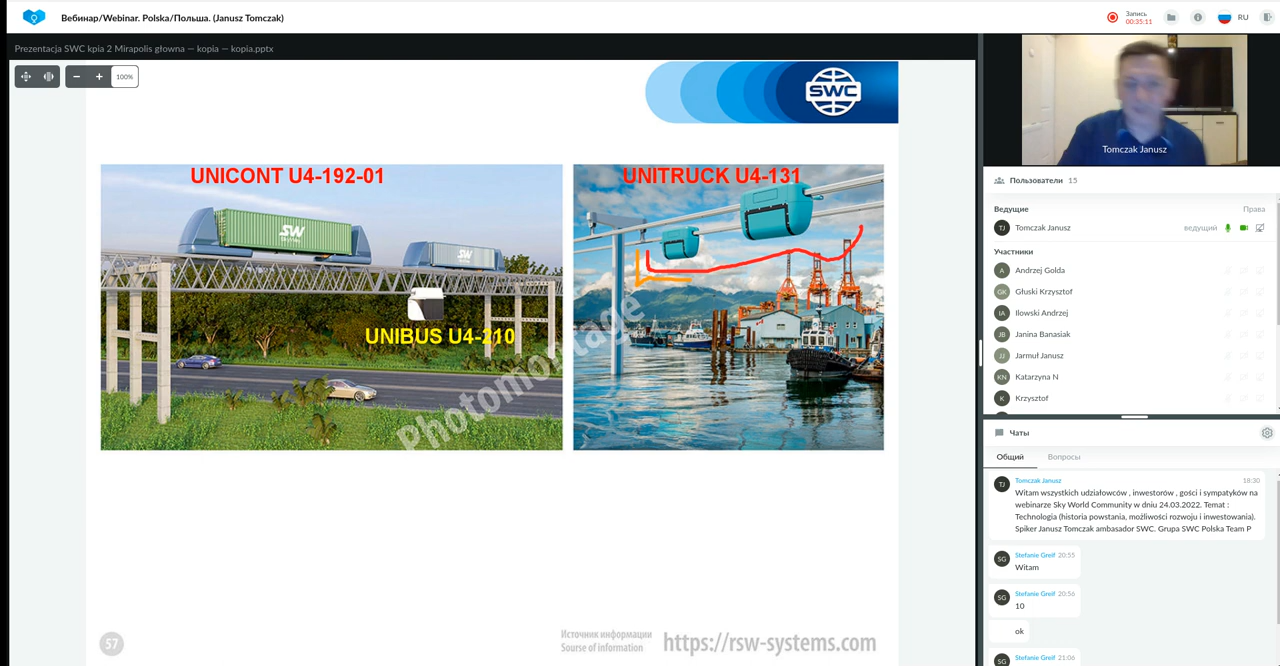 Вебинар/Webinar. Polska/Польша. (Janusz Tomczak)
Запись
00:35:11
RU
Prezentacja SWC kpia 2 Mirapolis głowna — kopia — kopia.pptx
100%
SWC
UNICONT U4-192-01
UNITRUCK U4-131
SW
SkyWay
SW
UNIBUS U4-210
Photomontage
57
Источник информации
Sourse of information
https://rsw-systems.com
Tomczak Janusz
Пользователи 15
Ведущие
Права
TJ
Tomczak Janusz
ведущий
Участники
A
Andrzej Golda
GK
Głuski Krzysztof
IA
Ilowski Andrzej
JB
Janina Banasiak
JJ
Jarmuł Janusz
KN
Katarzyna N
K
Krzysztof
Чаты
Общий
Вопросы
TJ
Tomczak Janusz 18:30
Witam wszystkich udziałowców , inwestorów , gości i sympatyków na
webinarze Sky World Community w dniu 24.03.2022. Temat :
Technologia (historia powstania, możliwości rozwoju i inwestowania).
Spiker Janusz Tomczak ambasador SWC. Grupa SWC Polska Team P
SG
Stefanie Greif 20:55
Witam
SG
Stefanie Greif 20:56
10
ok
SG
Stefanie Greif 21:06